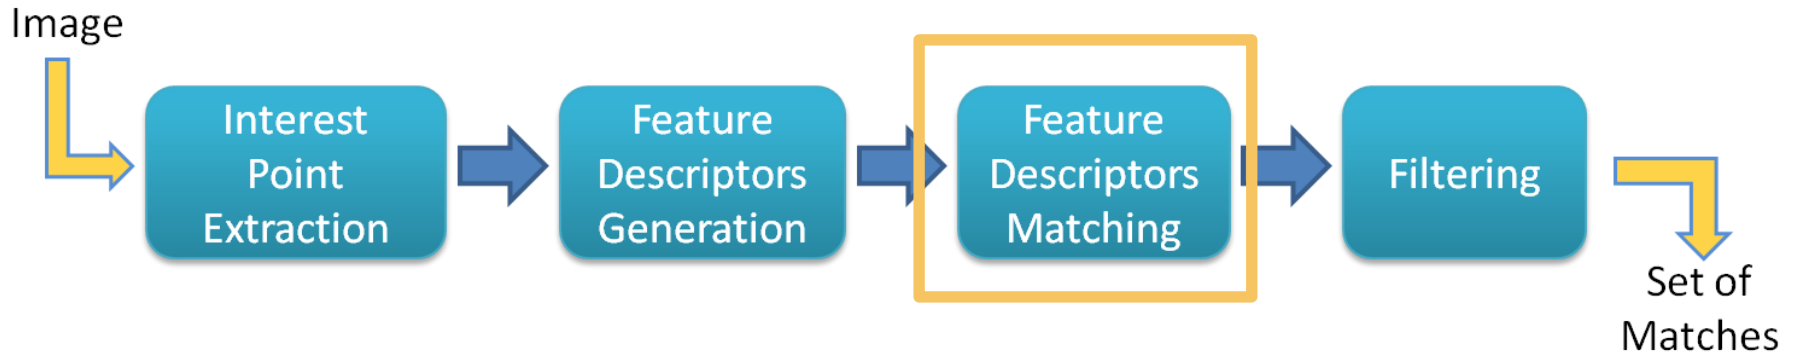 Image
Interest
Point
Extraction
Feature
Descriptors
Generation
Feature
Descriptors
Matching
Filtering
Set of
Matches